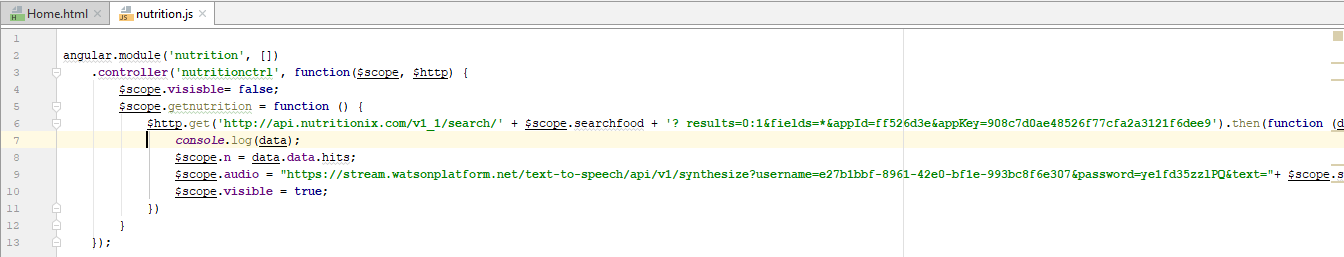 Home.html nutrition.js
1
2 angular.module('nutrition', [])
3 .controller('nutritionctrl', function($scope, $http) {
4 $scope.visisble= false;
5 $scope.getnutrition = function () {
6 $http.get('http://api.nutritionix.com/v1_1/search/' + $scope.searchfood + '? results=0:1&fields=*&appId=ff526d3e&appKey=908c7d0ae48526f77cfa2a3121f6dee9').then(function (d
7 console.log(data);
8 $scope.n = data.data.hits;
9 $scope.audio = "https://stream.watsonplatform.net/text-to-speech/api/v1/synthesize?username=e27b1bbf-8961-42e0-bf1e-993bc8f6e307&password=ye1fd35zzlPQ&text="+ $scope.s
10 $scope.visible = true;
11 })
12 }
13 });